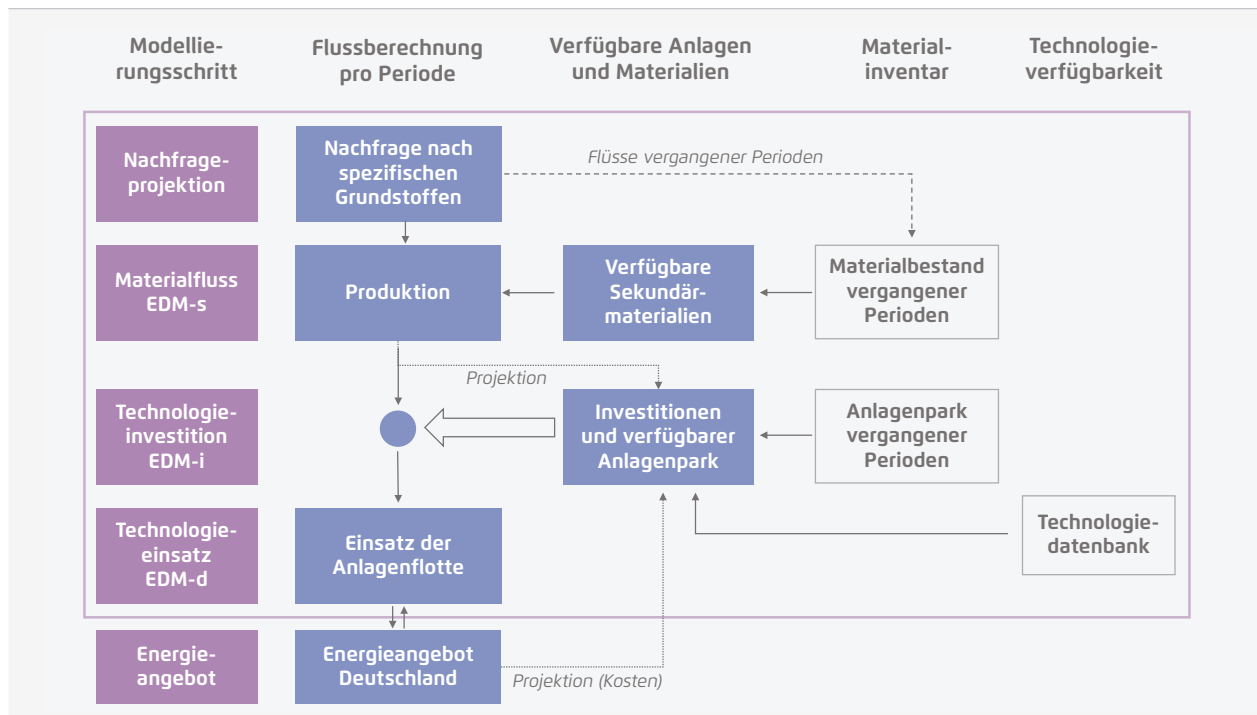 Modellie-
rungsschritt
Flussberechnung
pro Periode
Verfügbare Anlagen
und Materialien
Material-
inventar
Technologie-
verfügbarkeit
Nachfrage-
projektion
Nachfrage nach
spezifischen
Grundstoffen
Flüsse vergangener Perioden
Materialfluss
EDM-s
Produktion
Verfügbare
Sekundär-
materialien
Materialbestand
vergangener
Perioden
Projektion
Technologie-
investition
EDM-i
Investitionen
und verfügbarer
Anlagenpark
Anlagenpark
vergangener
Perioden
Technologie-
einsatz
EDM-d
Einsatz der
Anlagenflotte
Technologie-
datenbank
Energie-
angebot
Energieangebot
Deutschland
Projektion (Kosten)